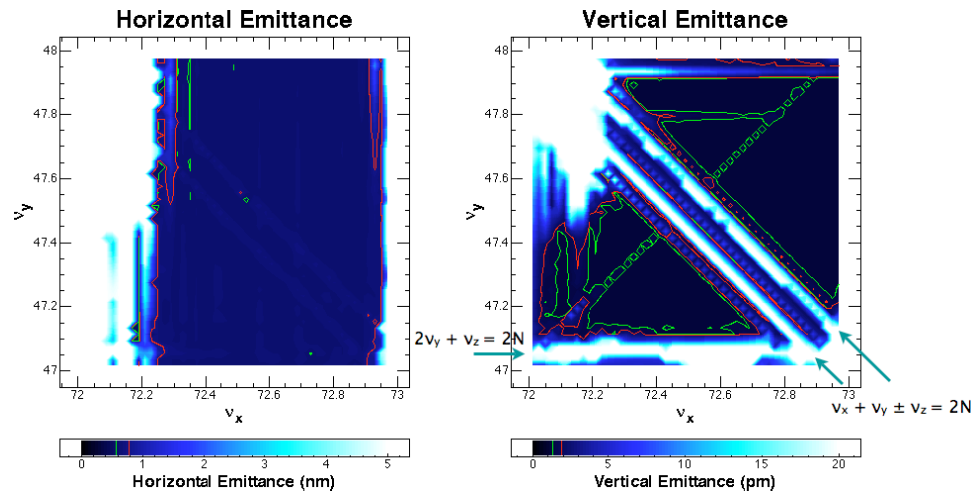 Horizontal Emittance
48
47.8
47.6
νy
47.4
47.2
47
72 72.2 72.4 72.6 72.8 73
νx
0 1 2 3 4 5
Horizontal Emittance (nm)
Vertical Emittance
48
47.8
47.6
νy
47.4
47.2
47
72 72.2 72.4 72.6 72.8 73
νx
2νy + νz = 2N
νx + νy ± νz = 2N
0 5 10 15 20
Vertical Emittance (pm)